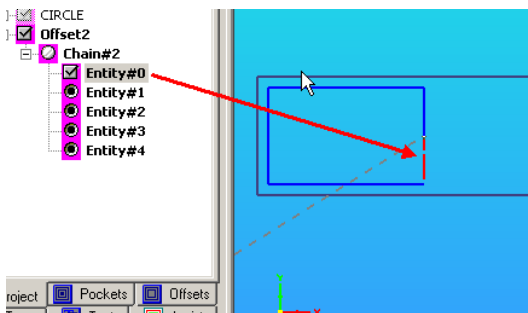 CIRCLE
Offset2
Chain#2
Entity#0
Entity#1
Entity#2
Entity#3
Entity#4
roject Pockets Offsets